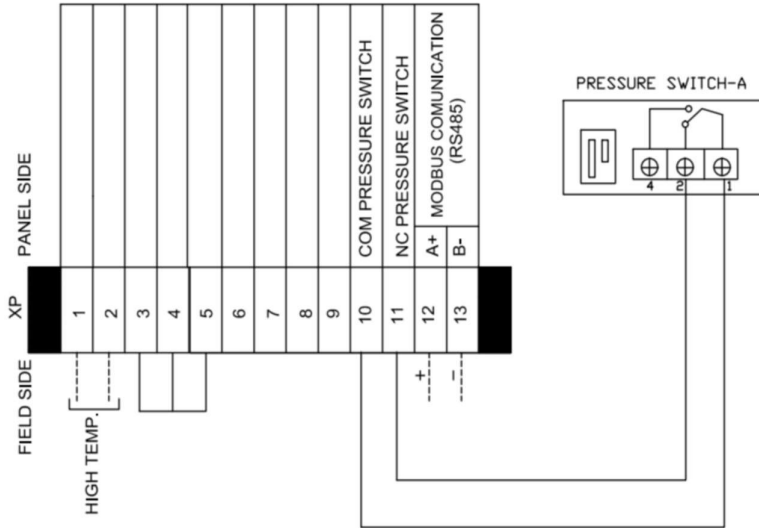 PRESSURE SWITCH-A
4 2 1
PANEL SIDE
COM PRESSURE SWITCH
NC PRESSURE SWITCH
MODBUS COMUNICATION
(RS485)
A+
B-
XP
1 2 3 4 5 6 7 8 9 10 11 12 13
FIELD SIDE
+
-
HIGH TEMP.